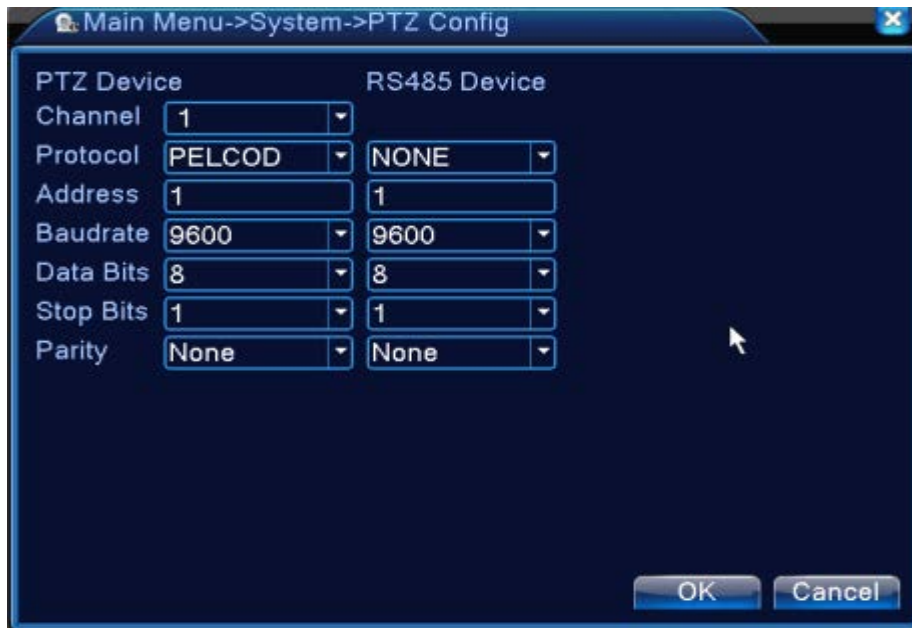 Main Menu->System->PTZ Config
PTZ Device RS485 Device
Channel 1
Protocol PELCOD NONE
Address 1 1
Baudrate 9600 9600
Data Bits 8 8
Stop Bits 1 1
Parity None None
OK Cancel